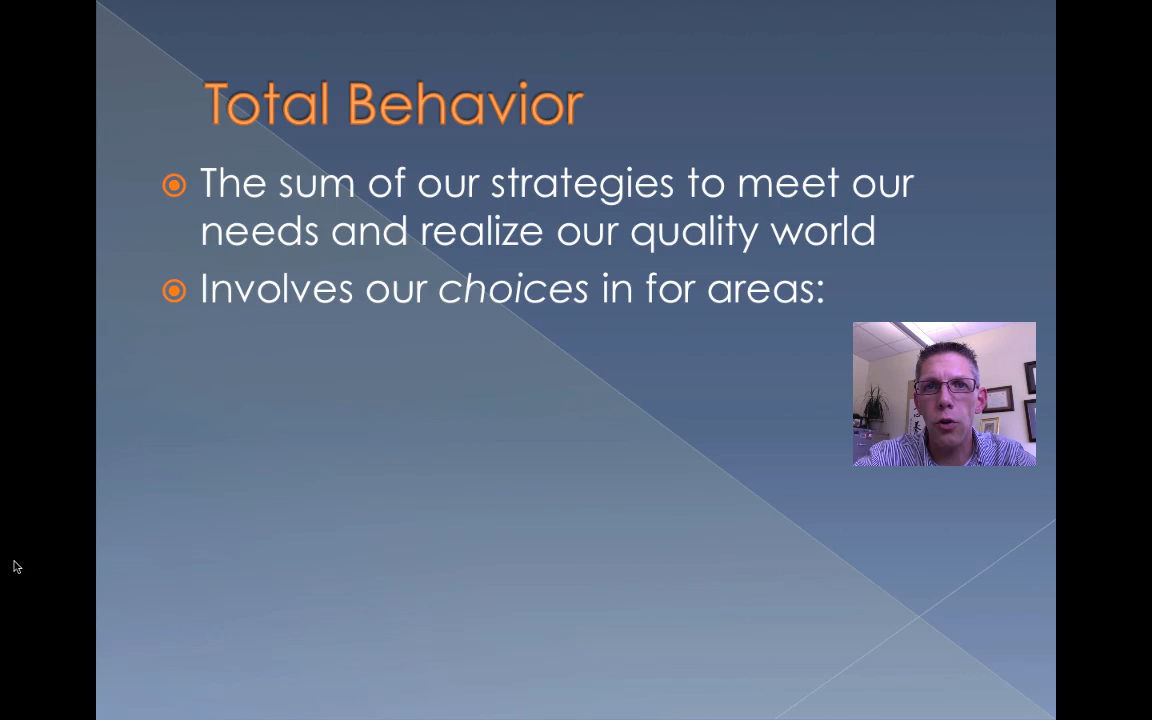 Total Behavior
The sum of our strategies to meet our
needs and realize our quality world
Involves our choices in for areas: